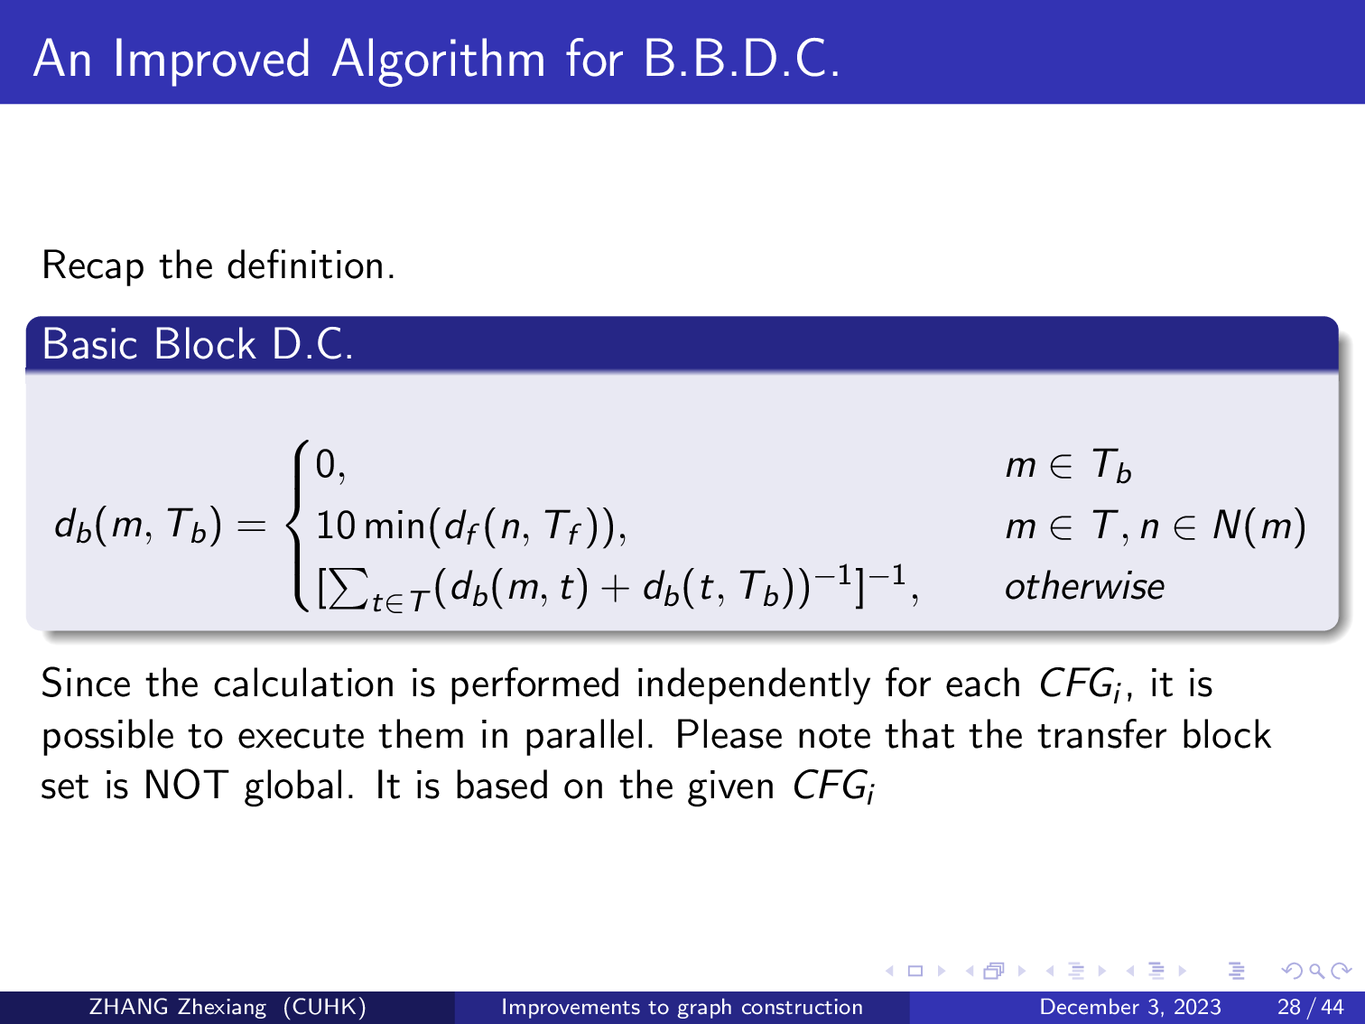 An Improved Algorithm for B.B.D.C.
Recap the definition.
Basic Block D.C.
d_b(m, T_b) = { 0, m ∈ T_b
10 min(d_f(n, T_f)), m ∈ T, n ∈ N(m)
[∑_{t∈T}(d_b(m, t) + d_b(t, T_b))^{−1}]^{−1}, otherwise
Since the calculation is performed independently for each CFG_i, it is
possible to execute them in parallel. Please note that the transfer block
set is NOT global. It is based on the given CFG_i
ZHANG Zhexiang (CUHK) Improvements to graph construction December 3, 2023 28 / 44